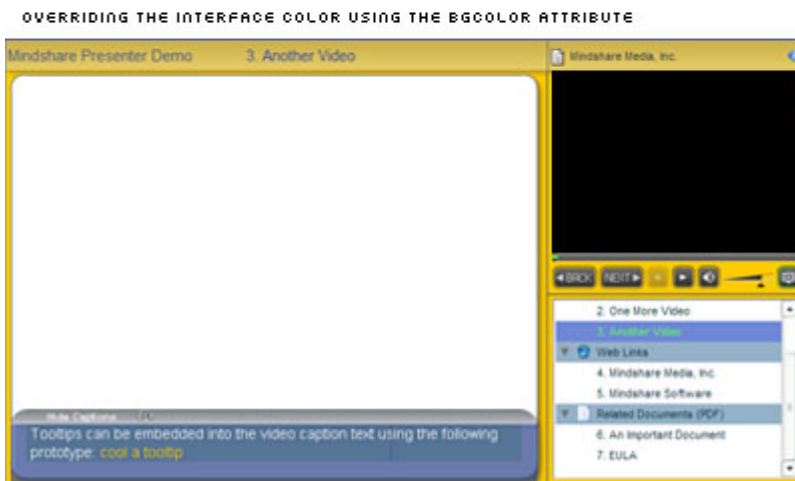 OVERRIDING THE INTERFACE COLOR USING THE BGCOLOR ATTRIBUTE
Mindshare Presenter Demo 3. Another Video
Mindshare Media, Inc.
BACK NEXT
2. One More Video
3. Another Video
Web Links
4. Mindshare Media, Inc.
5. Mindshare Software
Related Documents (PDF)
6. An Important Document
7. EULA
Hide Captions
Tooltips can be embedded into the video caption text using the following
prototype: cool a tooltip